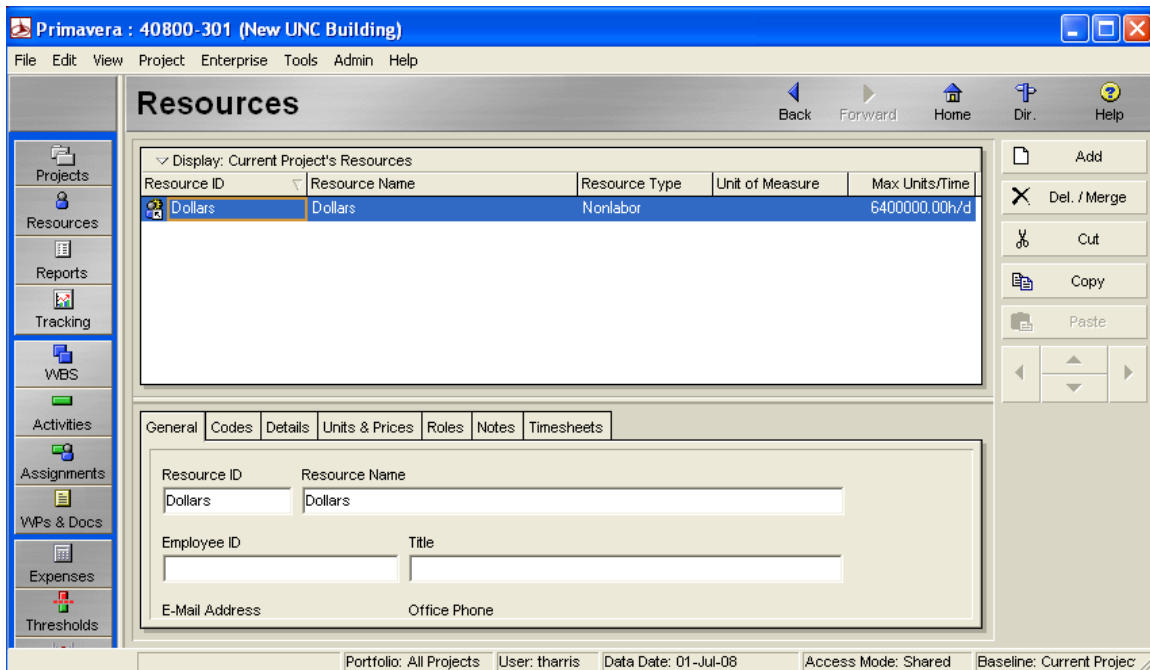 Primavera : 40800-301 (New UNC Building)
File Edit View Project Enterprise Tools Admin Help
Resources
Back Forward Home Dir. Help
Projects
Resources
Reports
Tracking
WBS
Activities
Assignments
WPs & Docs
Expenses
Thresholds
Display: Current Project's Resources
Resource ID Resource Name Resource Type Unit of Measure Max Units/Time
Dollars Dollars Nonlabor 6400000.00h/d
Add
Del. / Merge
Cut
Copy
Paste
General Codes Details Units & Prices Roles Notes Timesheets
Resource ID Resource Name
Dollars Dollars
Employee ID Title
E-Mail Address Office Phone
Portfolio: All Projects User: tharris Data Date: 01-Jul-08 Access Mode: Shared Baseline: Current Projec